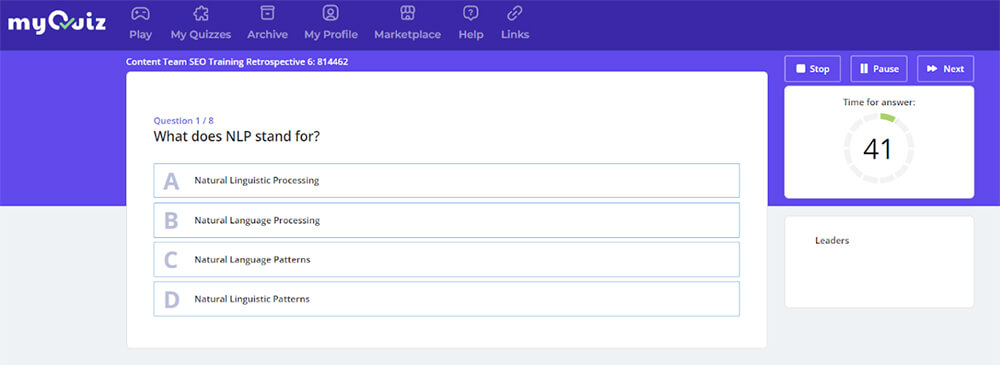 myQuiz
Play
My Quizzes
Archive
My Profile
Marketplace
Help
Links
Content Team SEO Training Retrospective 6: 814462
Stop
Pause
Next
Question 1 / 8
What does NLP stand for?
A Natural Linguistic Processing
B Natural Language Processing
C Natural Language Patterns
D Natural Linguistic Patterns
Time for answer:
41
Leaders